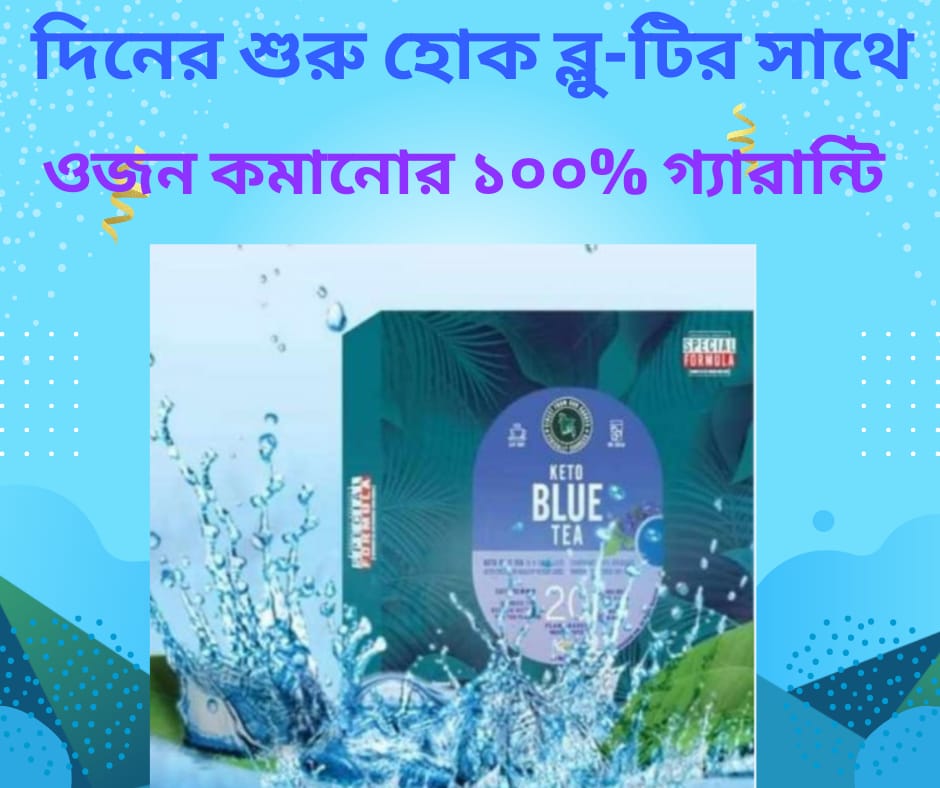 দিনের শুরু হোক ব্লু-টির সাথে
ওজন কমানোর ১০০% গ্যারান্টি
SPECIAL
FORMULA
KETO
BLUE
TEA
SPECIAL
FORMULA
20